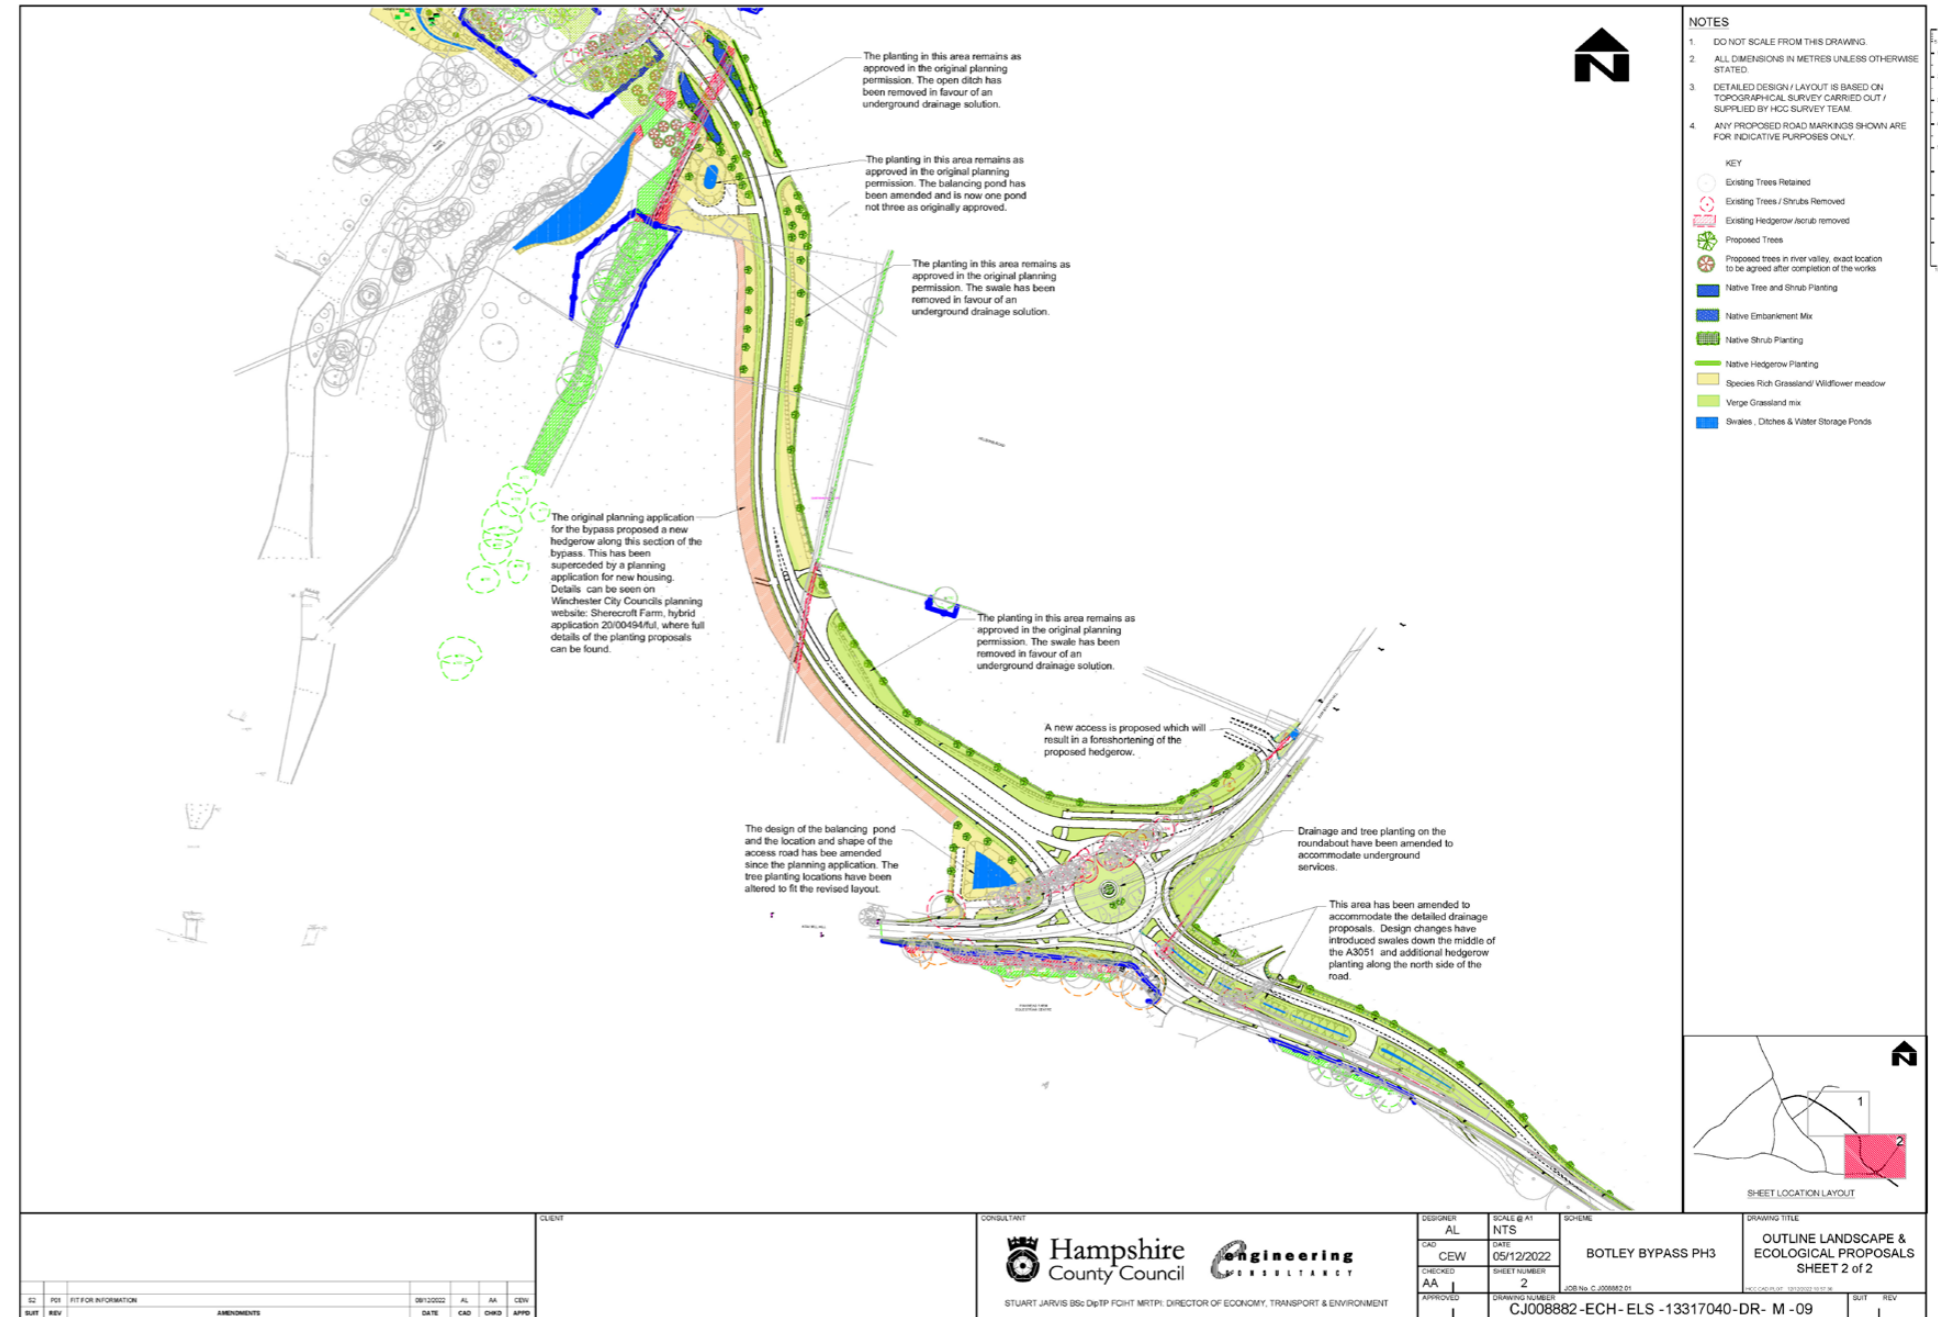 The planting in this area remains as
approved in the original planning
permission. The open ditch has
been removed in favour of an
underground drainage solution.
The planting in this area remains as
approved in the original planning
permission. The balancing pond has
been amended and is now one pond
not three as originally approved.
The planting in this area remains as
approved in the original planning
permission. The swale has been
removed in favour of an
underground drainage solution.
The original planning application
for the bypass proposed a new
hedgerow along this section of the
bypass. This has been
superceded by a planning
application for new housing.
Details can be seen on
Winchester City Councils planning
website: Sherecroft Farm, hybrid
application 20/00494/ful, where full
details of the planting proposals
can be found.
The planting in this area remains as
approved in the original planning
permission. The swale has been
removed in favour of an
underground drainage solution.
A new access is proposed which will
result in a foreshortening of the
proposed hedgerow.
The design of the balancing pond
and the location and shape of the
access road has bee amended
since the planning application. The
tree planting locations have been
altered to fit the revised layout.
Drainage and tree planting on the
roundabout have been amended to
accommodate underground
services.
This area has been amended to
accommodate the detailed drainage
proposals. Design changes have
introduced swales down the middle of
the A3051 and additional hedgerow
planting along the north side of the
road.
N
NOTES
1. DO NOT SCALE FROM THIS DRAWING.
2. ALL DIMENSIONS IN METRES UNLESS OTHERWISE
STATED.
3. DETAILED DESIGN / LAYOUT IS BASED ON
TOPOGRAPHICAL SURVEY CARRIED OUT /
SUPPLIED BY HCC SURVEY TEAM.
4. ANY PROPOSED ROAD MARKINGS SHOWN ARE
FOR INDICATIVE PURPOSES ONLY.
KEY
Existing Trees Retained
Existing Trees / Shrubs Removed
Existing Hedgerow /scrub removed
Proposed Trees
Proposed trees in river valley, exact location
to be agreed after completion of the works
Native Tree and Shrub Planting
Native Embankment Mix
Native Shrub Planting
Native Hedgerow Planting
Species Rich Grassland/ Wildflower meadow
Verge Grassland mix
Swales , Ditches & Water Storage Ponds
N
1
2
SHEET LOCATION LAYOUT
S2 P01 FIT FOR INFORMATION 08/12/2022 AL AA CEW
SUIT REV AMENDMENTS DATE CAD CHKD APPD
CLIENT
CONSULTANT
Hampshire
County Council
engineering
CONSULTANCY
STUART JARVIS BSc DipTP FCIHT MRTPI: DIRECTOR OF ECONOMY, TRANSPORT & ENVIRONMENT
DESIGNER
AL
CAD
CEW
CHECKED
AA
APPROVED
SCALE @ A1
NTS
DATE
05/12/2022
SHEET NUMBER
2
SCHEME
BOTLEY BYPASS PH3
JOB No. CJ008882.01
DRAWING TITLE
OUTLINE LANDSCAPE &
ECOLOGICAL PROPOSALS
SHEET 2 of 2
DRAWING NUMBER
CJ008882-ECH- ELS -13317040-DR- M -09
SUIT REV